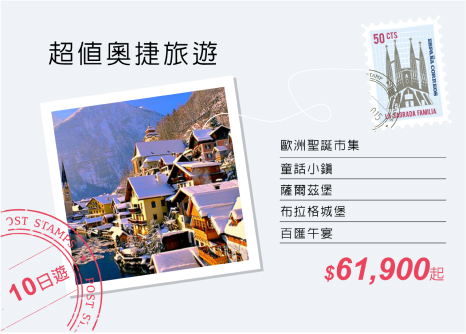 超值奧捷旅遊
50 CTS
ESPAÑA CORREOS
LA SAGRADA FAMILIA
歐洲聖誕市集
童話小鎮
薩爾茲堡
布拉格城堡
百匯午宴
$61,900起
POST STAMP
10日遊